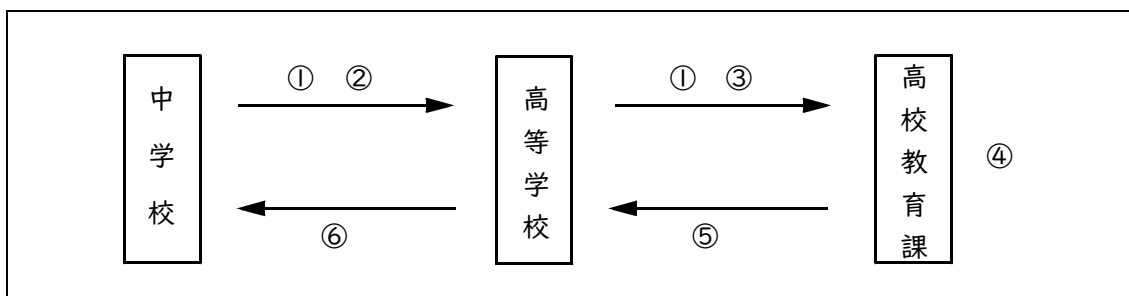 ① ②
① ③
中学校
高等学校
高校教育課
④
⑥
⑤